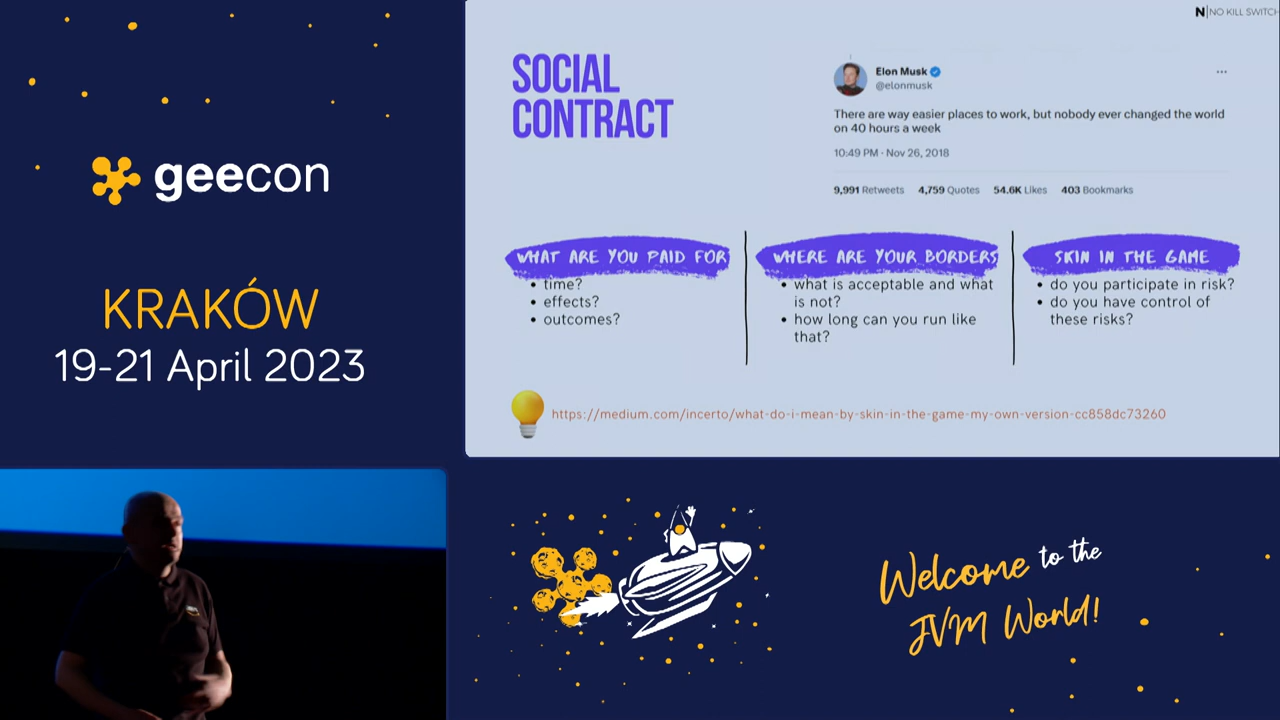 geecon
KRAKÓW
19-21 April 2023
N|NO KILL SWITCH
SOCIAL
CONTRACT
Elon Musk
@elonmusk
There are way easier places to work, but nobody ever changed the world
on 40 hours a week
10:49 PM · Nov 26, 2018
9,991 Retweets 4,759 Quotes 54.6K Likes 403 Bookmarks
WHAT ARE YOU PAID FOR
• time?
• effects?
• outcomes?
WHERE ARE YOUR BORDERS
• what is acceptable and what
is not?
• how long can you run like
that?
SKIN IN THE GAME
• do you participate in risk?
• do you have control of
these risks?
https://medium.com/incerto/what-do-i-mean-by-skin-in-the-game-my-own-version-cc858dc73260
Welcome to the
JVM World!